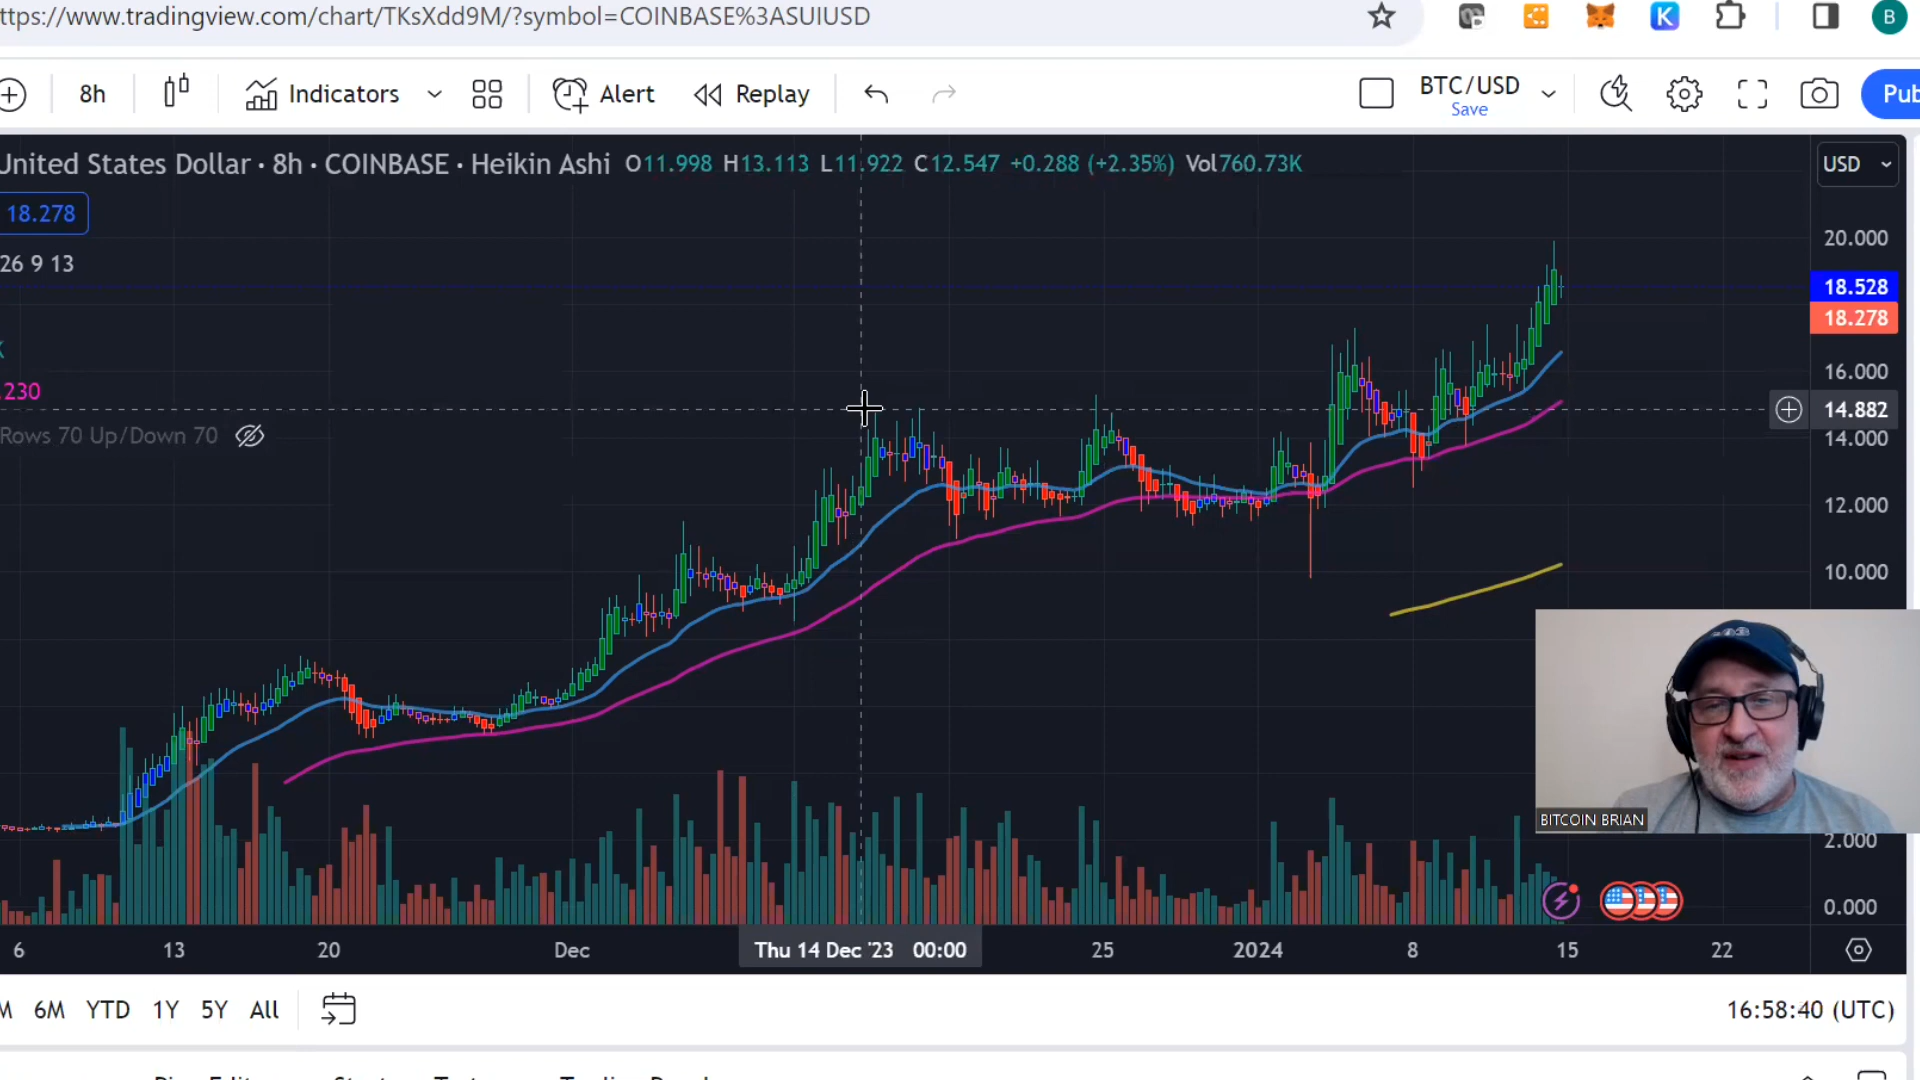 ttps://www.tradingview.com/chart/TKsXdd9M/?symbol=COINBASE%3ASUIUSD
K
B
8h
Indicators
Alert
Replay
BTC/USD
Save
Pub
United States Dollar · 8h · COINBASE · Heikin Ashi O11.998 H13.113 L11.922 C12.547 +0.288 (+2.35%) Vol760.73K
USD
18.278
26 9 13
K
.230
Rows 70 Up/Down 70
20.000
18.528
18.278
16.000
14.882
14.000
12.000
10.000
2.000
0.000
BITCOIN BRIAN
6 13 20 Dec Thu 14 Dec '23 00:00 25 2024 8 15 22
M 6M YTD 1Y 5Y All
16:58:40 (UTC)